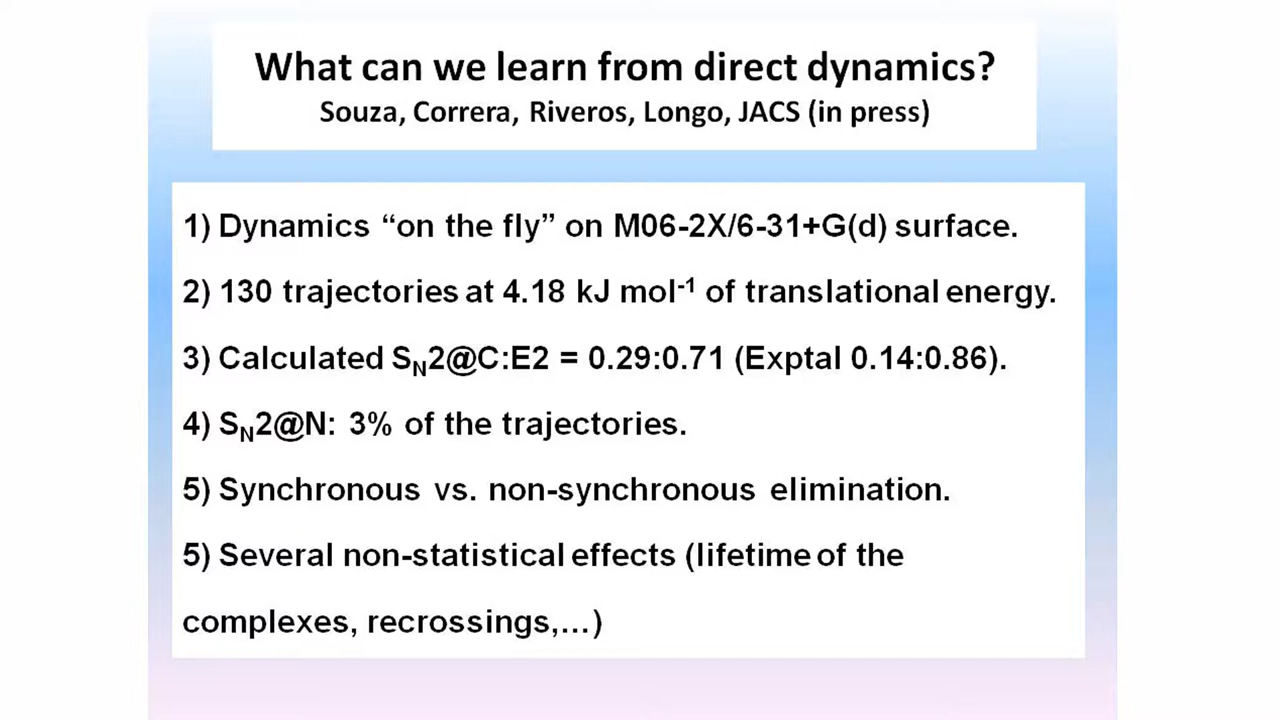 What can we learn from direct dynamics?
Souza, Correra, Riveros, Longo, JACS (in press)
1) Dynamics “on the fly” on M06-2X/6-31+G(d) surface.
2) 130 trajectories at 4.18 kJ mol⁻¹ of translational energy.
3) Calculated S_N2@C:E2 = 0.29:0.71 (Exptal 0.14:0.86).
4) S_N2@N: 3% of the trajectories.
5) Synchronous vs. non-synchronous elimination.
5) Several non-statistical effects (lifetime of the
complexes, recrossings,...)